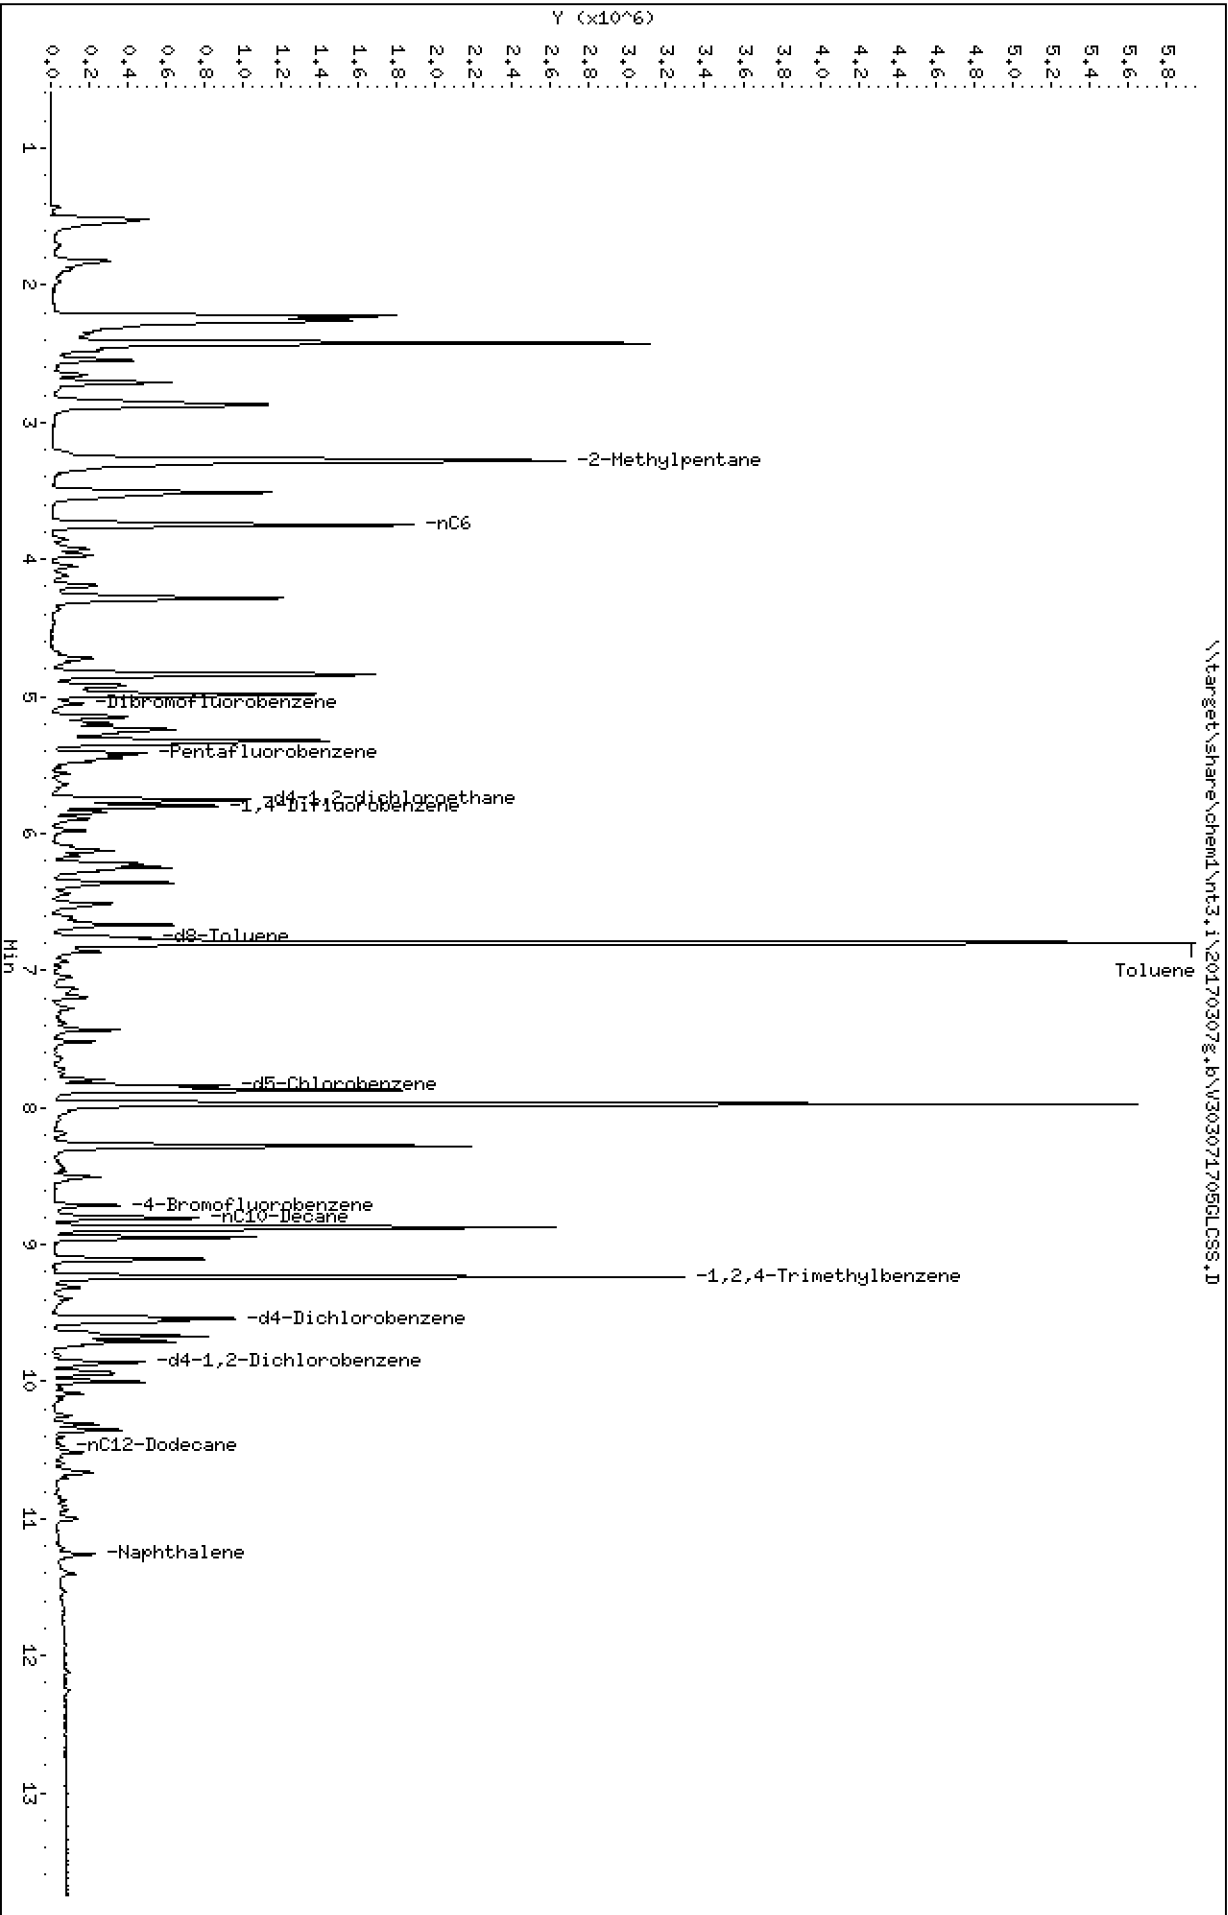 \\target\share\chem1\nt3.i\20170307g.b\V303071705GLCSS.D
Y (x10^6)
5.8
5.6
5.4
5.2
5.0
4.8
4.6
4.4
4.2
4.0
3.8
3.6
3.4
3.2
3.0
2.8
2.6
2.4
2.2
2.0
1.8
1.6
1.4
1.2
1.0
0.8
0.6
0.4
0.2
0.0
-2-Methylpentane
-nC6
-Dibromofluorobenzene
-Pentafluorobenzene
-d4-1,2-dichloroethane
-1,4-Difluorobenzene
-d8-Toluene
Toluene
-d5-Chlorobenzene
-4-Bromofluorobenzene
-nC10-Decane
-1,2,4-Trimethylbenzene
-d4-Dichlorobenzene
-d4-1,2-Dichlorobenzene
-nC12-Dodecane
-Naphthalene
1
2
3
4
5
6
7
8
9
10
11
12
13
Min